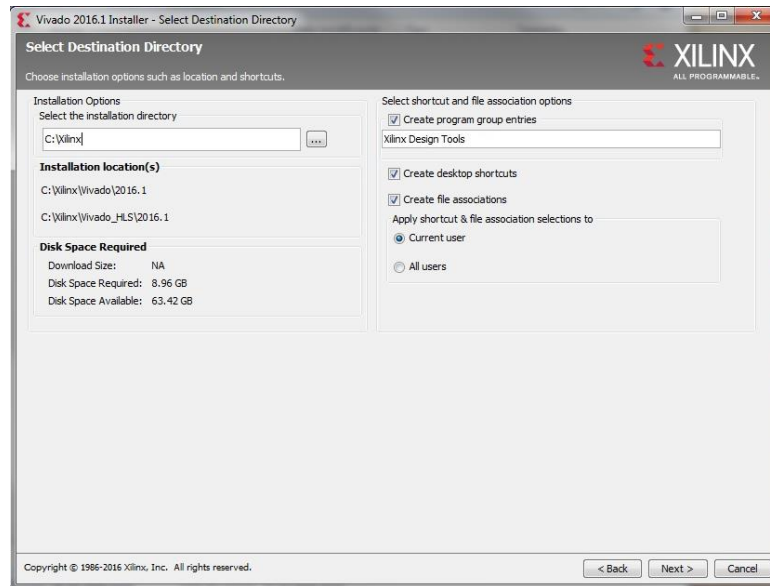 Vivado 2016.1 Installer - Select Destination Directory
Select Destination Directory
Choose installation options such as location and shortcuts.
XILINX
ALL PROGRAMMABLE.
Installation Options
Select the installation directory
C:\Xilinx
...
Installation location(s)
C:\Xilinx\Vivado\2016.1
C:\Xilinx\Vivado_HLS\2016.1
Disk Space Required
Download Size: NA
Disk Space Required: 8.96 GB
Disk Space Available: 63.42 GB
Select shortcut and file association options
Create program group entries
Xilinx Design Tools
Create desktop shortcuts
Create file associations
Apply shortcut & file association selections to
Current user
All users
Copyright © 1986-2016 Xilinx, Inc. All rights reserved.
< Back Next > Cancel